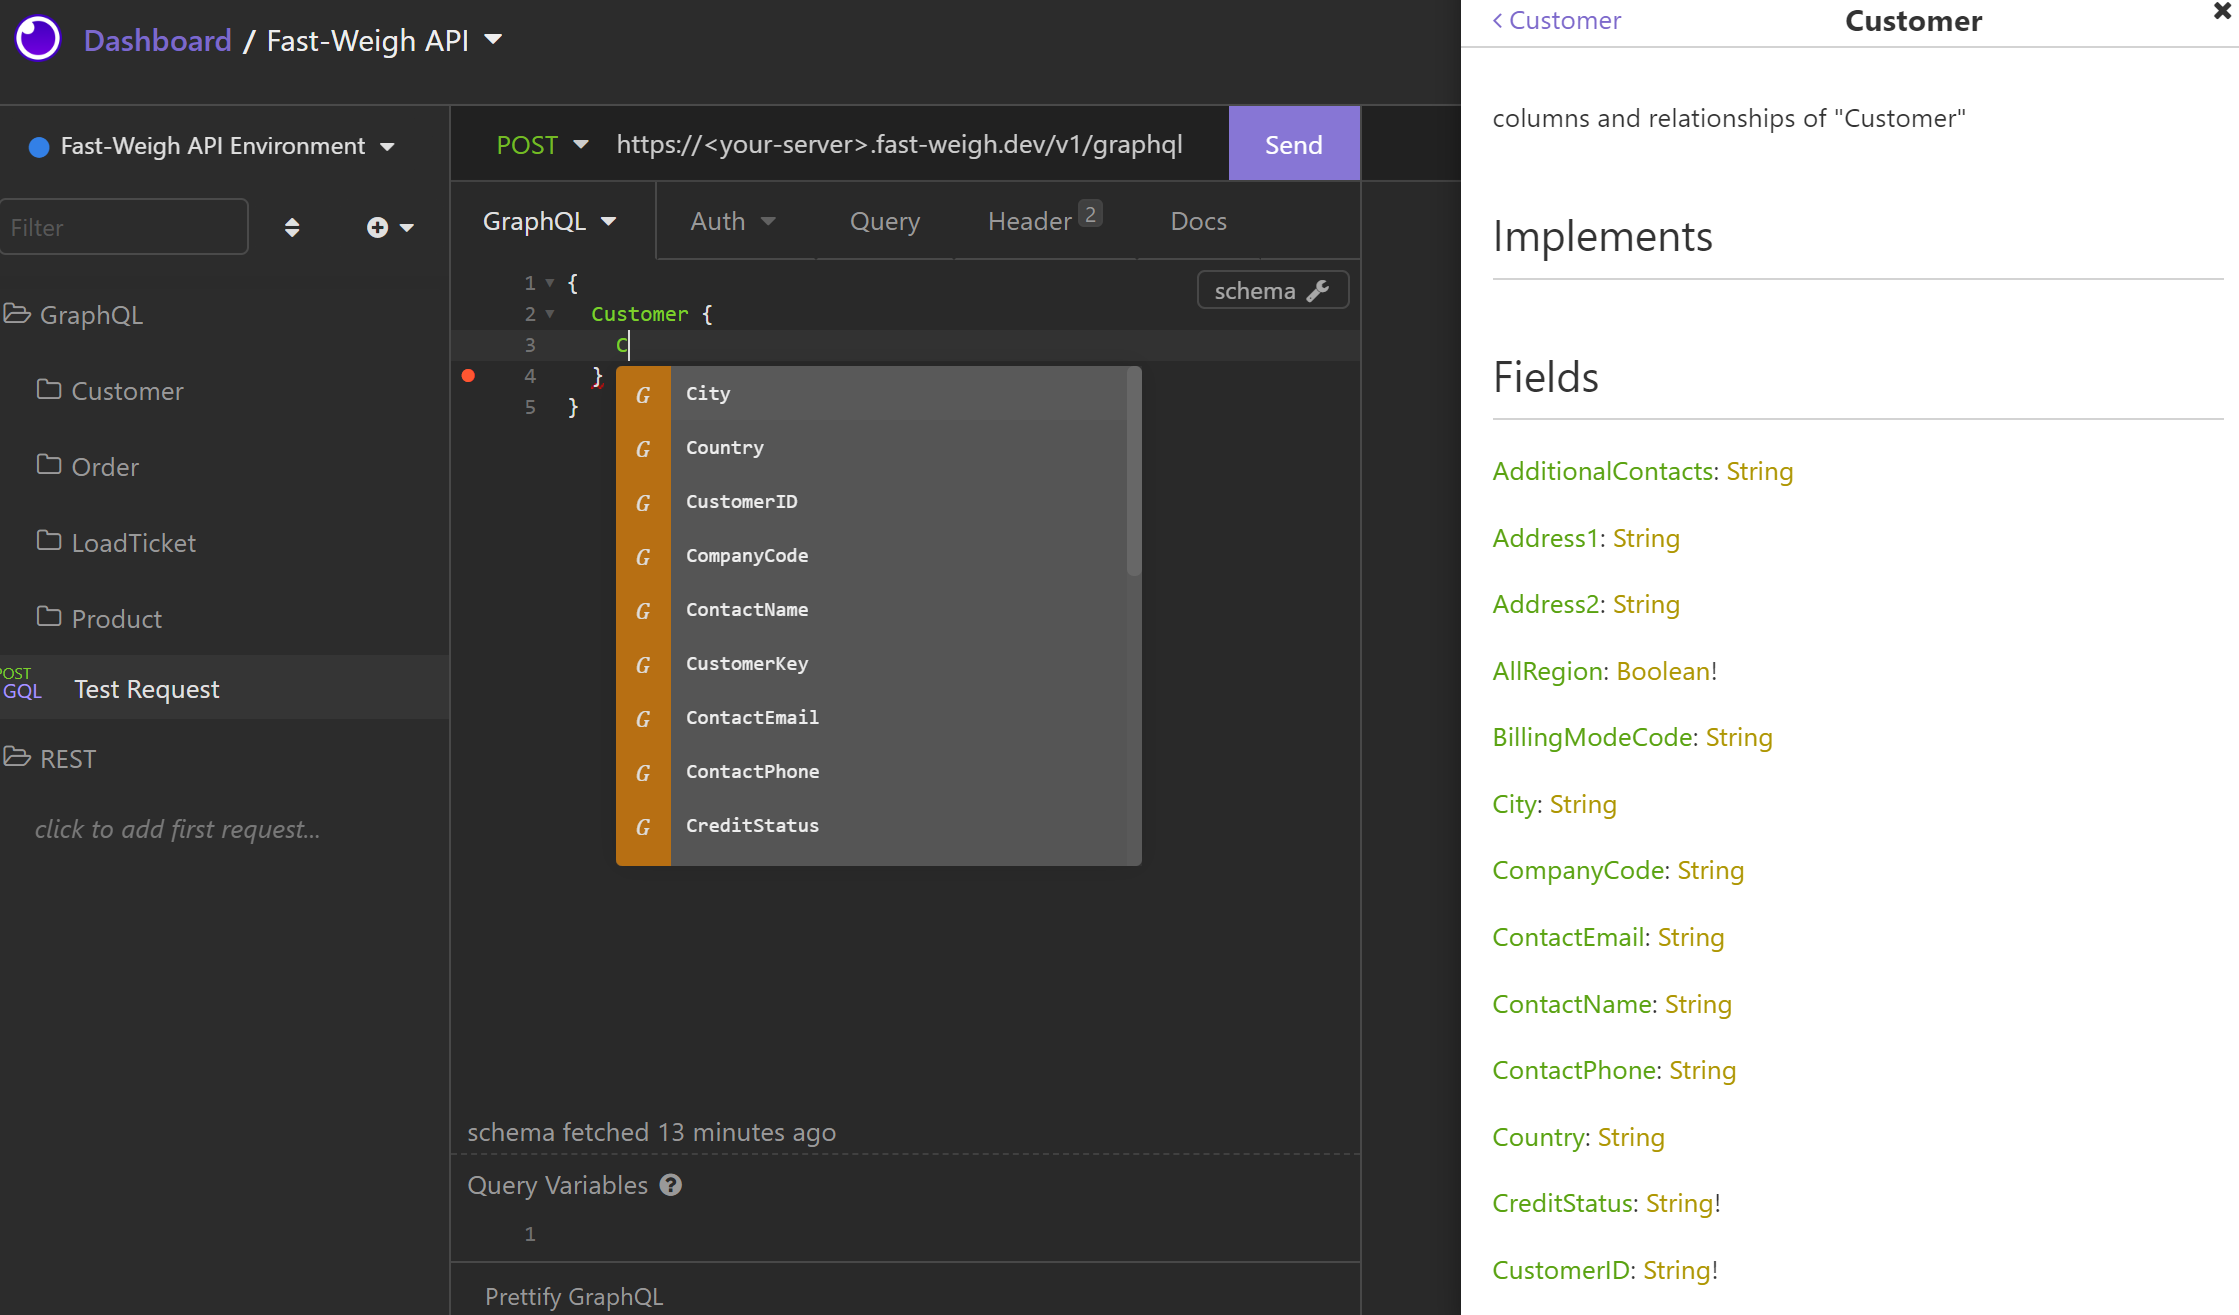 Dashboard / Fast-Weigh API
Fast-Weigh API Environment
Filter
GraphQL
Customer
Order
LoadTicket
Product
POST
GQL
Test Request
REST
click to add first request...
POST
https://<your-server>.fast-weigh.dev/v1/graphql
Send
GraphQL
Auth
Query
Header 2
Docs
schema
1 {
2 Customer {
3 C
4 }
5 }
G City
G Country
G CustomerID
G CompanyCode
G ContactName
G CustomerKey
G ContactEmail
G ContactPhone
G CreditStatus
schema fetched 13 minutes ago
Query Variables ?
1
Prettify GraphQL
< Customer
Customer
columns and relationships of "Customer"
Implements
Fields
AdditionalContacts: String
Address1: String
Address2: String
AllRegion: Boolean!
BillingModeCode: String
City: String
CompanyCode: String
ContactEmail: String
ContactName: String
ContactPhone: String
Country: String
CreditStatus: String!
CustomerID: String!